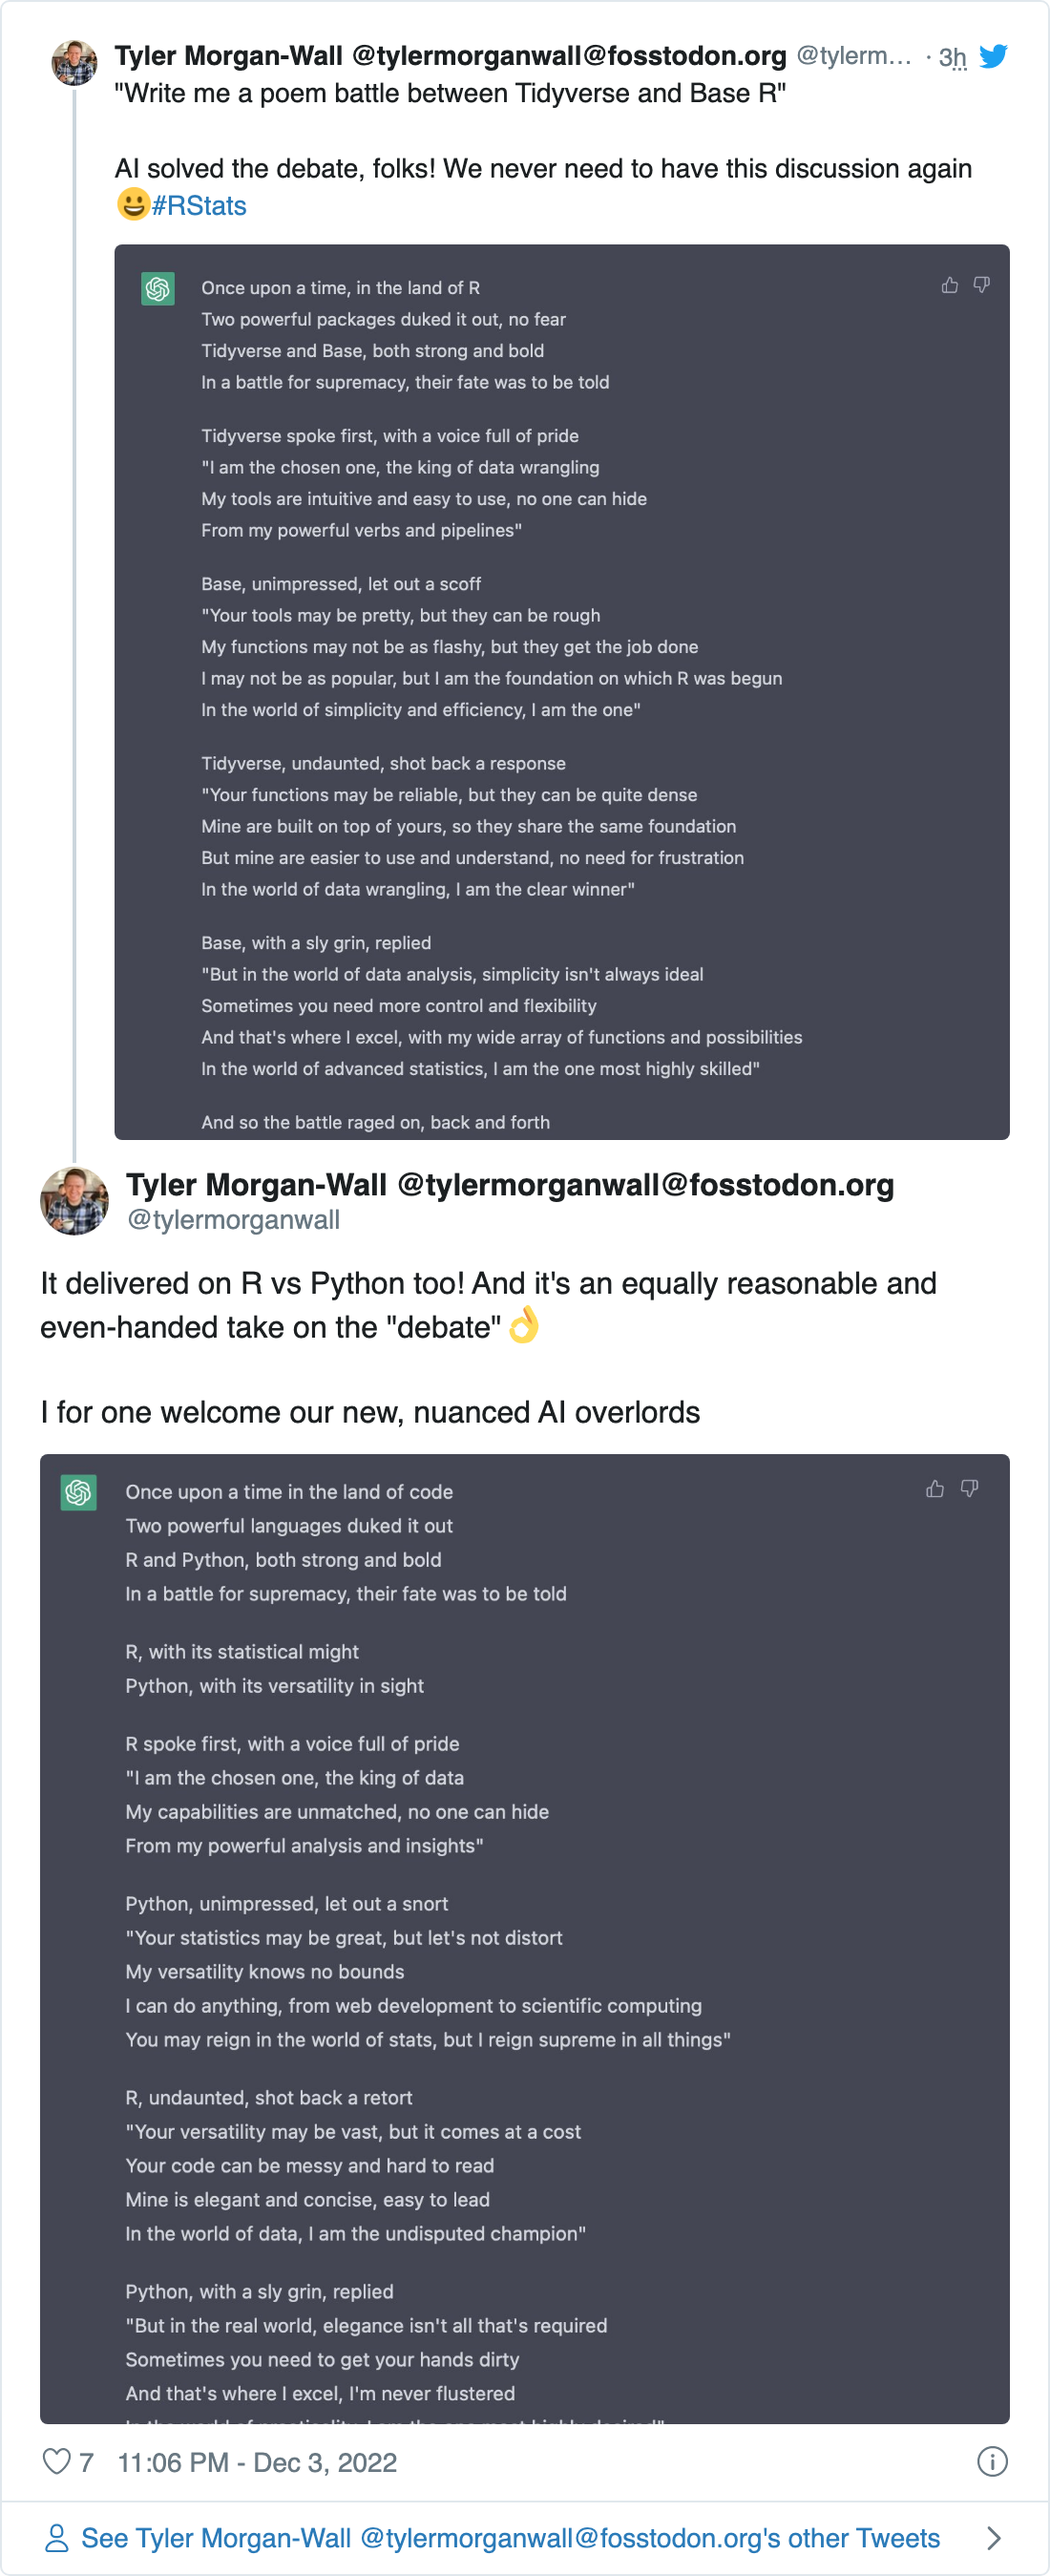 Tyler Morgan-Wall @tylermorganwall@fosstodon.org @tylerm... · 3h
"Write me a poem battle between Tidyverse and Base R"
AI solved the debate, folks! We never need to have this discussion again
😀#RStats
Once upon a time, in the land of R
Two powerful packages duked it out, no fear
Tidyverse and Base, both strong and bold
In a battle for supremacy, their fate was to be told
Tidyverse spoke first, with a voice full of pride
"I am the chosen one, the king of data wrangling
My tools are intuitive and easy to use, no one can hide
From my powerful verbs and pipelines"
Base, unimpressed, let out a scoff
"Your tools may be pretty, but they can be rough
My functions may not be as flashy, but they get the job done
I may not be as popular, but I am the foundation on which R was begun
In the world of simplicity and efficiency, I am the one"
Tidyverse, undaunted, shot back a response
"Your functions may be reliable, but they can be quite dense
Mine are built on top of yours, so they share the same foundation
But mine are easier to use and understand, no need for frustration
In the world of data wrangling, I am the clear winner"
Base, with a sly grin, replied
"But in the world of data analysis, simplicity isn't always ideal
Sometimes you need more control and flexibility
And that's where I excel, with my wide array of functions and possibilities
In the world of advanced statistics, I am the one most highly skilled"
And so the battle raged on, back and forth
Tyler Morgan-Wall @tylermorganwall@fosstodon.org
@tylermorganwall
It delivered on R vs Python too! And it's an equally reasonable and
even-handed take on the "debate"👌
I for one welcome our new, nuanced AI overlords
Once upon a time in the land of code
Two powerful languages duked it out
R and Python, both strong and bold
In a battle for supremacy, their fate was to be told
R, with its statistical might
Python, with its versatility in sight
R spoke first, with a voice full of pride
"I am the chosen one, the king of data
My capabilities are unmatched, no one can hide
From my powerful analysis and insights"
Python, unimpressed, let out a snort
"Your statistics may be great, but let's not distort
My versatility knows no bounds
I can do anything, from web development to scientific computing
You may reign in the world of stats, but I reign supreme in all things"
R, undaunted, shot back a retort
"Your versatility may be vast, but it comes at a cost
Your code can be messy and hard to read
Mine is elegant and concise, easy to lead
In the world of data, I am the undisputed champion"
Python, with a sly grin, replied
"But in the real world, elegance isn't all that's required
Sometimes you need to get your hands dirty
And that's where I excel, I'm never flustered
7 11:06 PM - Dec 3, 2022
See Tyler Morgan-Wall @tylermorganwall@fosstodon.org's other Tweets